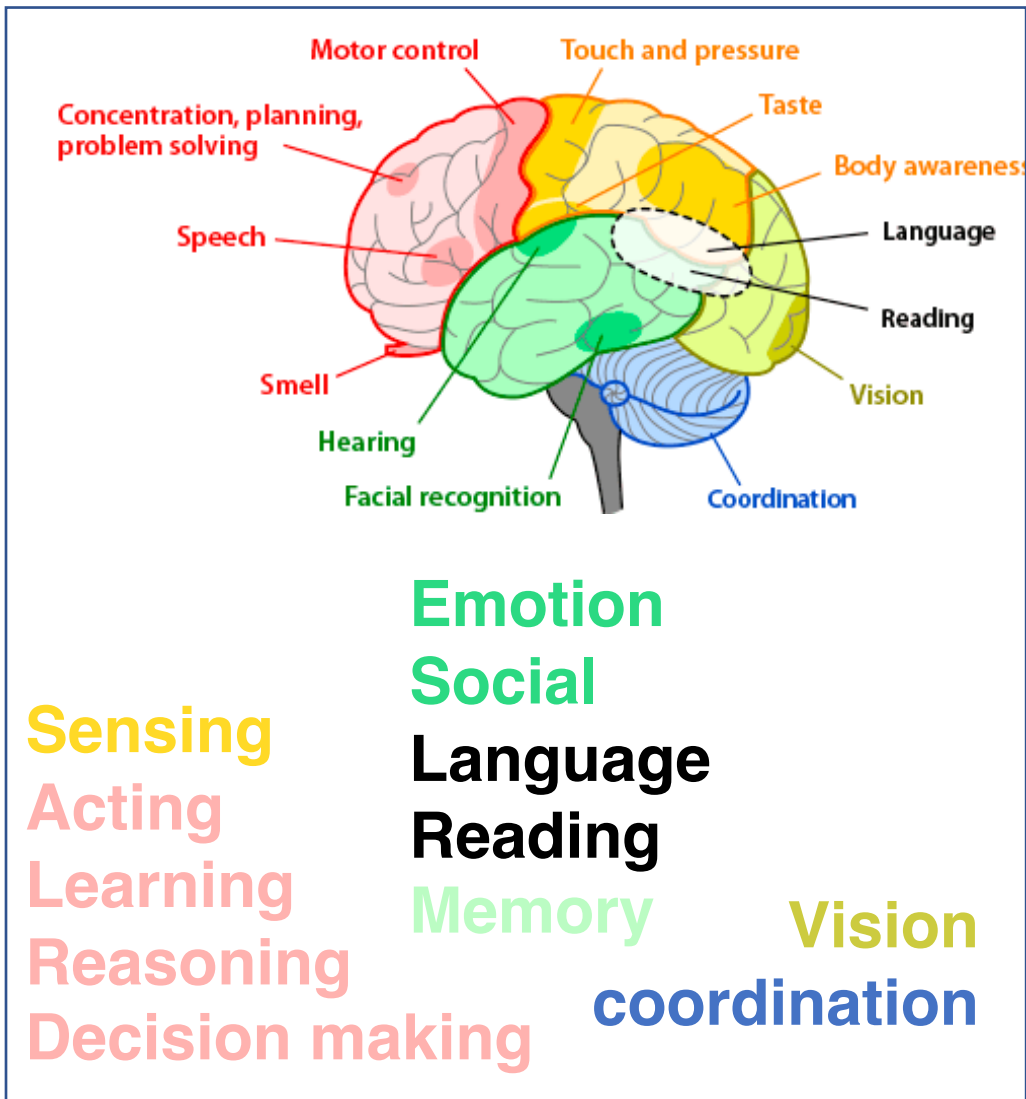 Motor control
Touch and pressure
Concentration, planning,
problem solving
Taste
Body awareness
Speech
Language
Reading
Smell
Vision
Hearing
Facial recognition
Coordination
Emotion
Social
Sensing
Language
Acting
Reading
Learning
Memory
Vision
Reasoning
coordination
Decision making